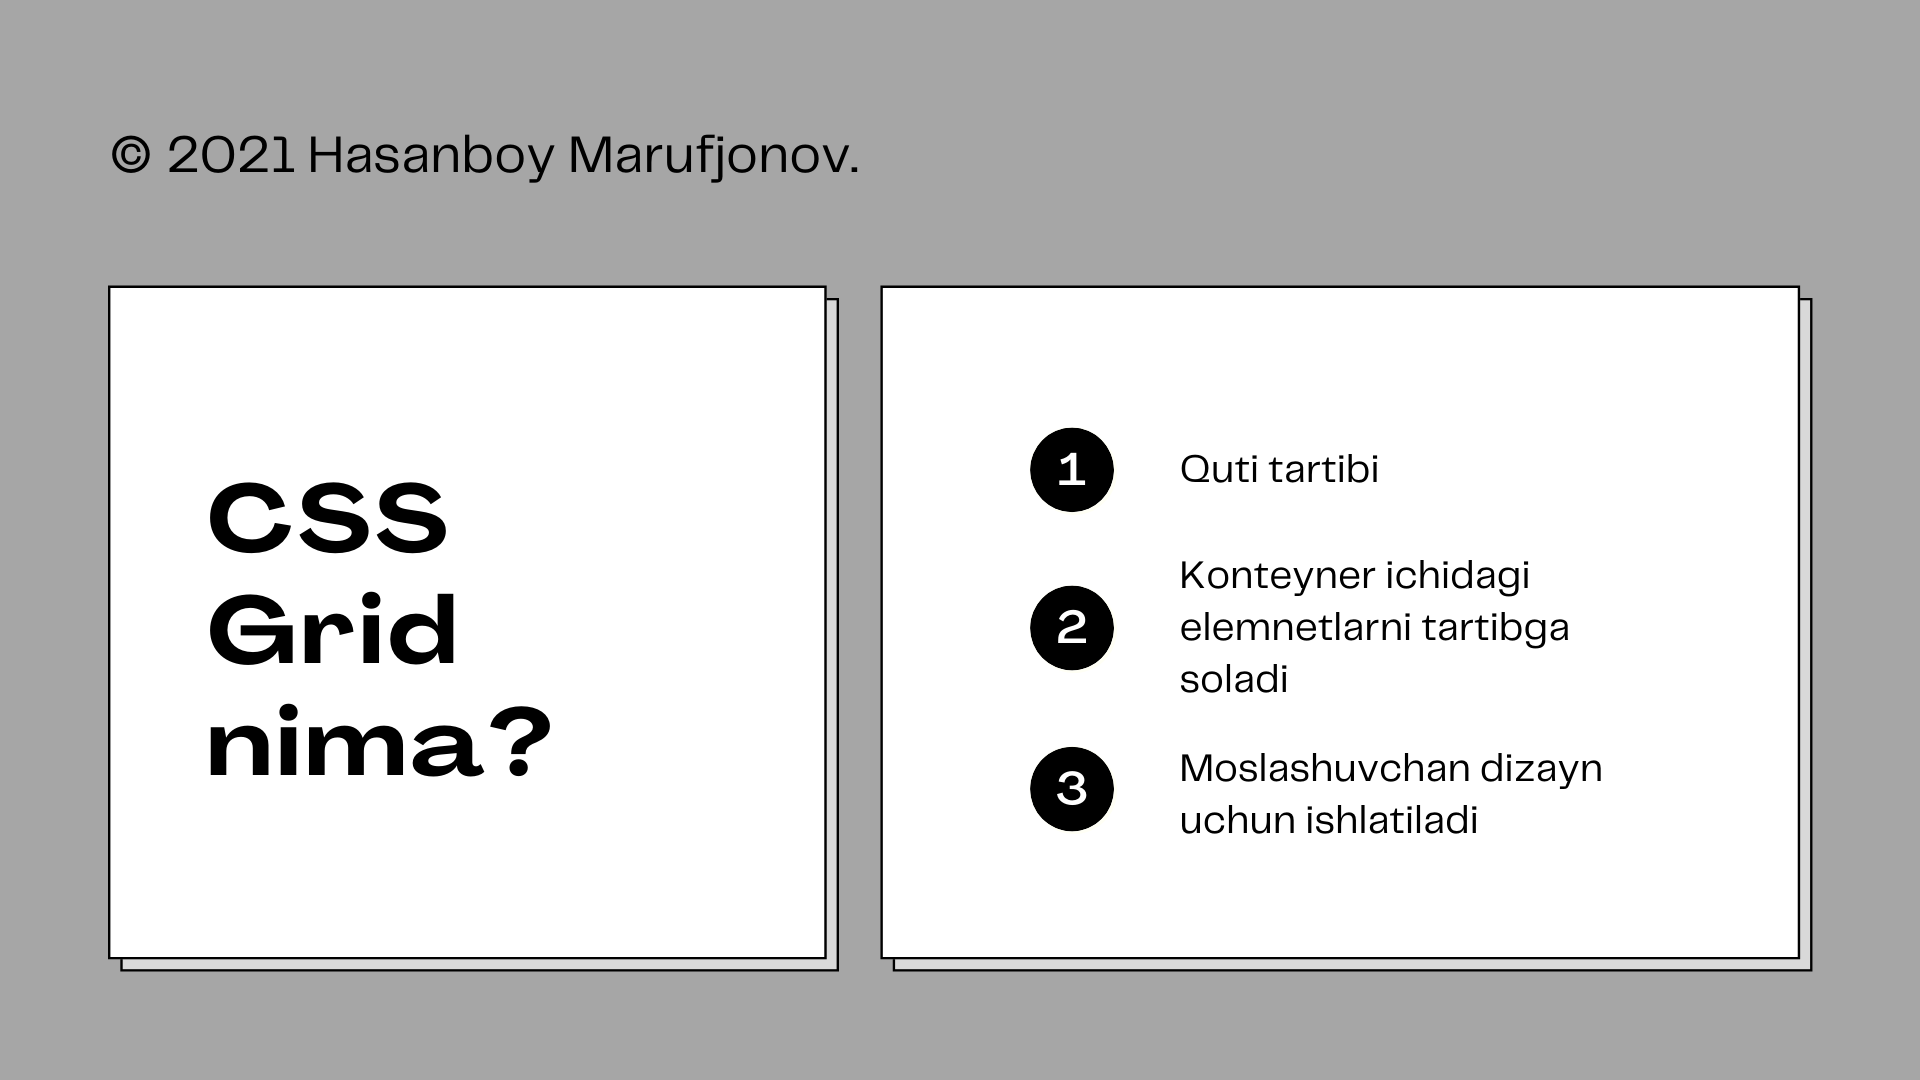 © 2021 Hasanboy Marufjonov.
CSS
Grid
nima?
1 Quti tartibi
2 Konteyner ichidagi
elemnetlarni tartibga
soladi
3 Moslashuvchan dizayn
uchun ishlatiladi